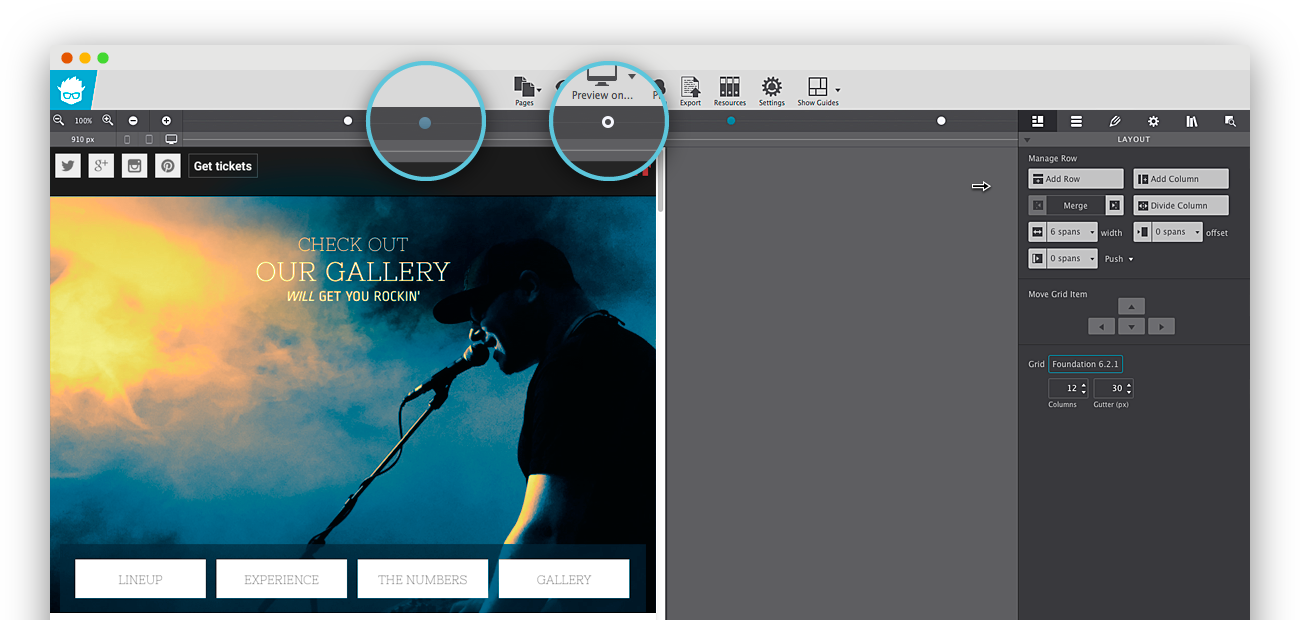 Preview on...
P
Pages
Export
Resources
Settings
Show Guides
100%
910 px
LAYOUT
g+
Get tickets
Manage Row
Add Row
Add Column
Merge
Divide Column
6 spans
width
0 spans
offset
0 spans
Push
CHECK OUT
OUR GALLERY
WILL GET YOU ROCKIN'
Move Grid Item
Grid
Foundation 6.2.1
12
30
Columns
Gutter (px)
LINEUP
EXPERIENCE
THE NUMBERS
GALLERY